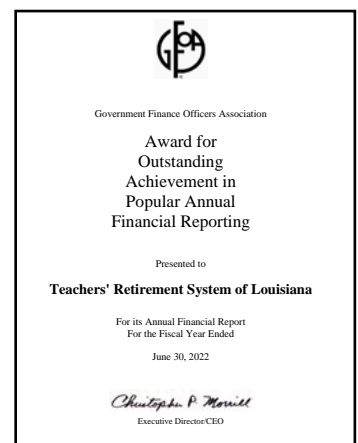 GFOA
Government Finance Officers Association
Award for
Outstanding
Achievement in
Popular Annual
Financial Reporting
Presented to
Teachers' Retirement System of Louisiana
For its Annual Financial Report
For the Fiscal Year Ended
June 30, 2022
Christopher P. Morrill
Executive Director/CEO